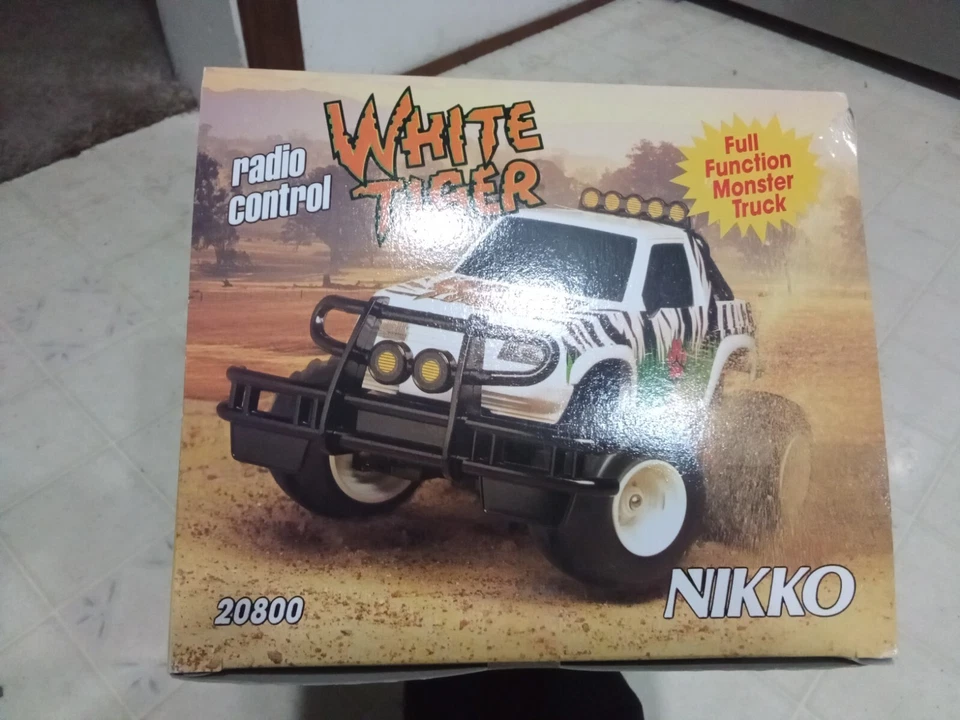 radio
control
WHITE
TIGER
Full
Function
Monster
Truck
20800
NIKKO